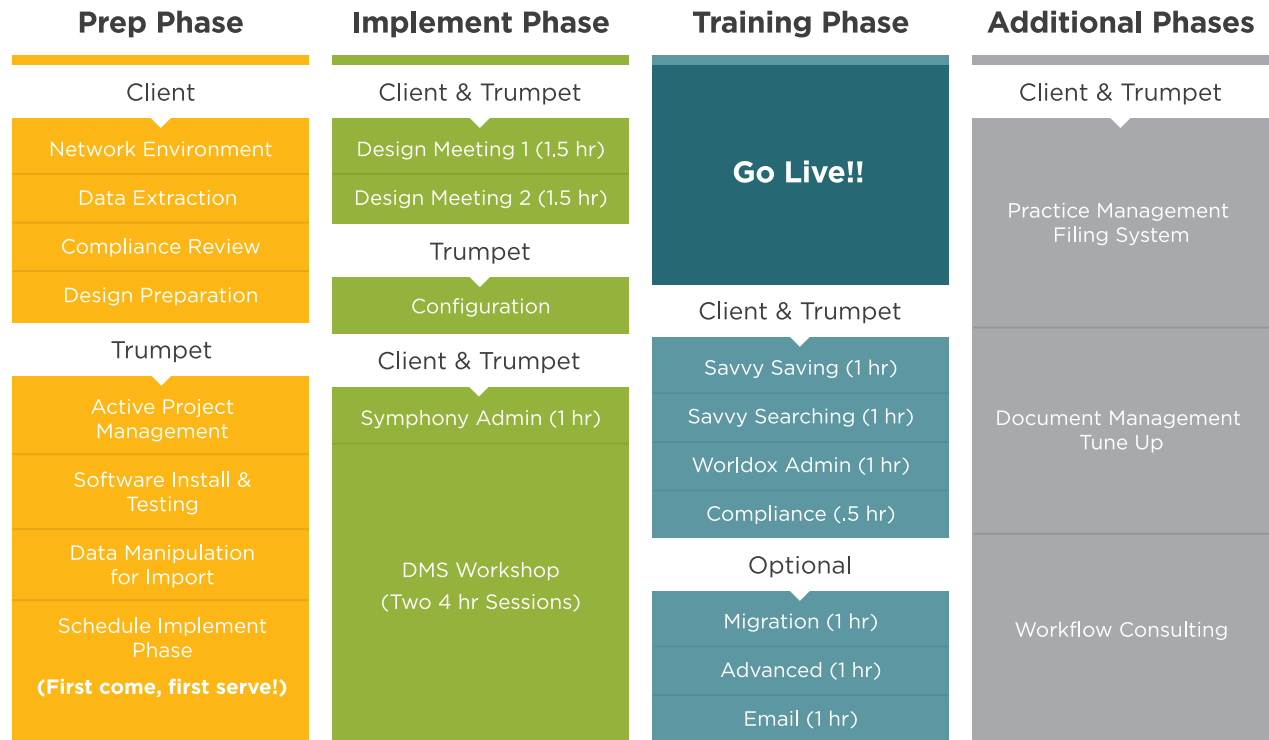 Prep Phase
Client
Network Environment
Data Extraction
Compliance Review
Design Preparation
Trumpet
Active Project
Management
Software Install &
Testing
Data Manipulation
for Import
Schedule Implement
Phase
(First come, first serve!)
Implement Phase
Client & Trumpet
Design Meeting 1 (1.5 hr)
Design Meeting 2 (1.5 hr)
Trumpet
Configuration
Client & Trumpet
Symphony Admin (1 hr)
DMS Workshop
(Two 4 hr Sessions)
Training Phase
Go Live!!
Client & Trumpet
Savvy Saving (1 hr)
Savvy Searching (1 hr)
Worldox Admin (1 hr)
Compliance (.5 hr)
Optional
Migration (1 hr)
Advanced (1 hr)
Email (1 hr)
Additional Phases
Client & Trumpet
Practice Management
Filing System
Document Management
Tune Up
Workflow Consulting